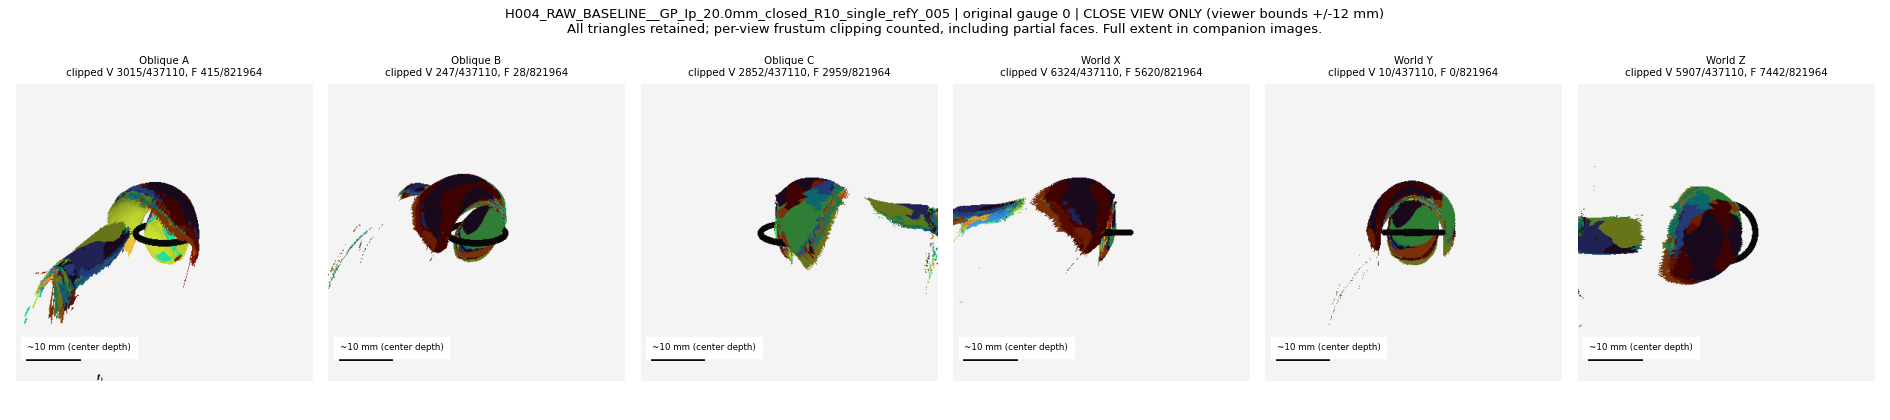 H004_RAW_BASELINE__GP_Ip_20.0mm_closed_R10_single_refY_005 | original gauge 0 | CLOSE VIEW ONLY (viewer bounds +/-12 mm)
All triangles retained; per-view frustum clipping counted, including partial faces. Full extent in companion images.
Oblique A
clipped V 3015/437110, F 415/821964
Oblique B
clipped V 247/437110, F 28/821964
Oblique C
clipped V 2852/437110, F 2959/821964
World X
clipped V 6324/437110, F 5620/821964
World Y
clipped V 10/437110, F 0/821964
World Z
clipped V 5907/437110, F 7442/821964
~10 mm (center depth)
~10 mm (center depth)
~10 mm (center depth)
~10 mm (center depth)
~10 mm (center depth)
~10 mm (center depth)